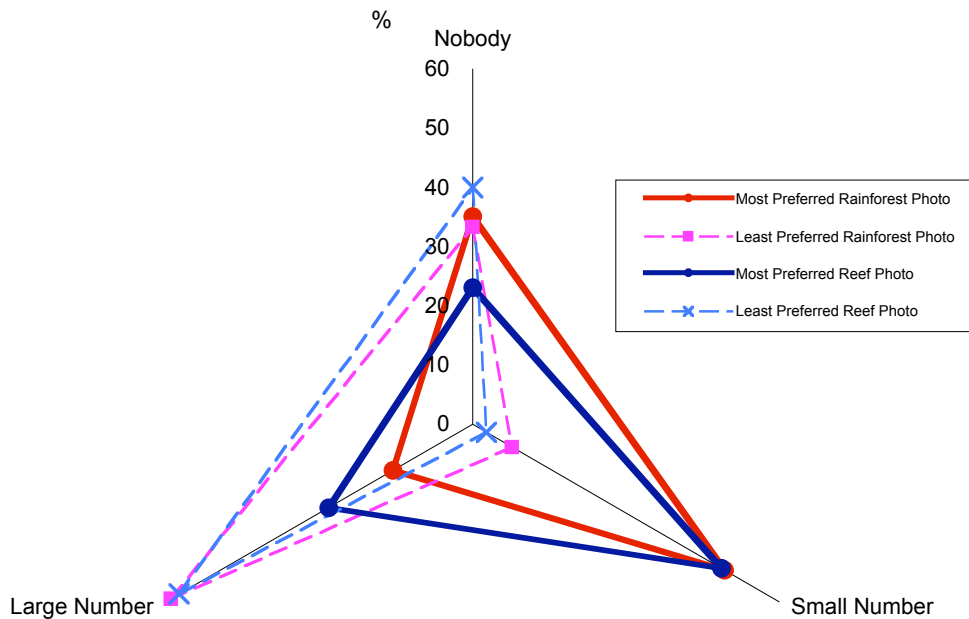 %
Nobody
60
50
40
30
20
10
0
Most Preferred Rainforest Photo
Least Preferred Rainforest Photo
Most Preferred Reef Photo
Least Preferred Reef Photo
Large Number
Small Number